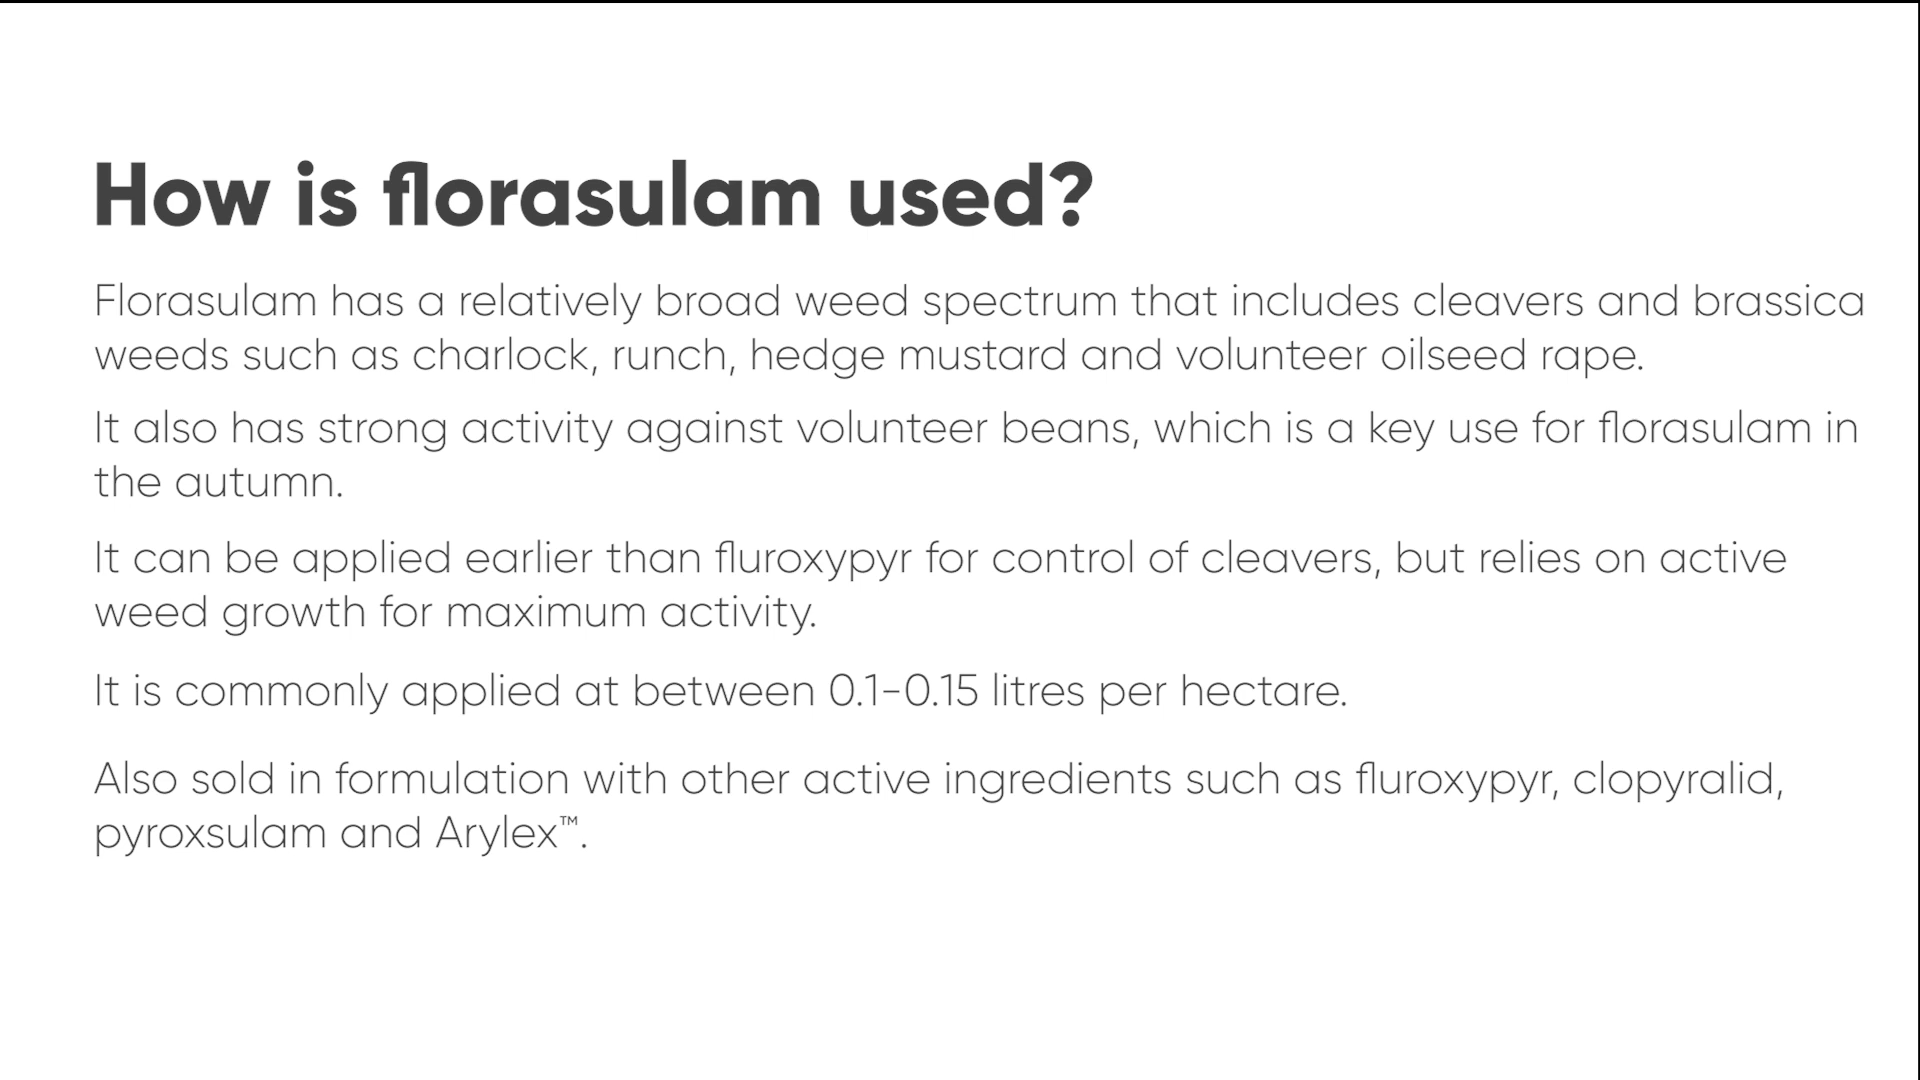 How is florasulam used?
Florasulam has a relatively broad weed spectrum that includes cleavers and brassica
weeds such as charlock, runch, hedge mustard and volunteer oilseed rape.
It also has strong activity against volunteer beans, which is a key use for florasulam in
the autumn.
It can be applied earlier than fluroxypyr for control of cleavers, but relies on active
weed growth for maximum activity.
It is commonly applied at between 0.1-0.15 litres per hectare.
Also sold in formulation with other active ingredients such as fluroxypyr, clopyralid,
pyroxsulam and Arylex™.